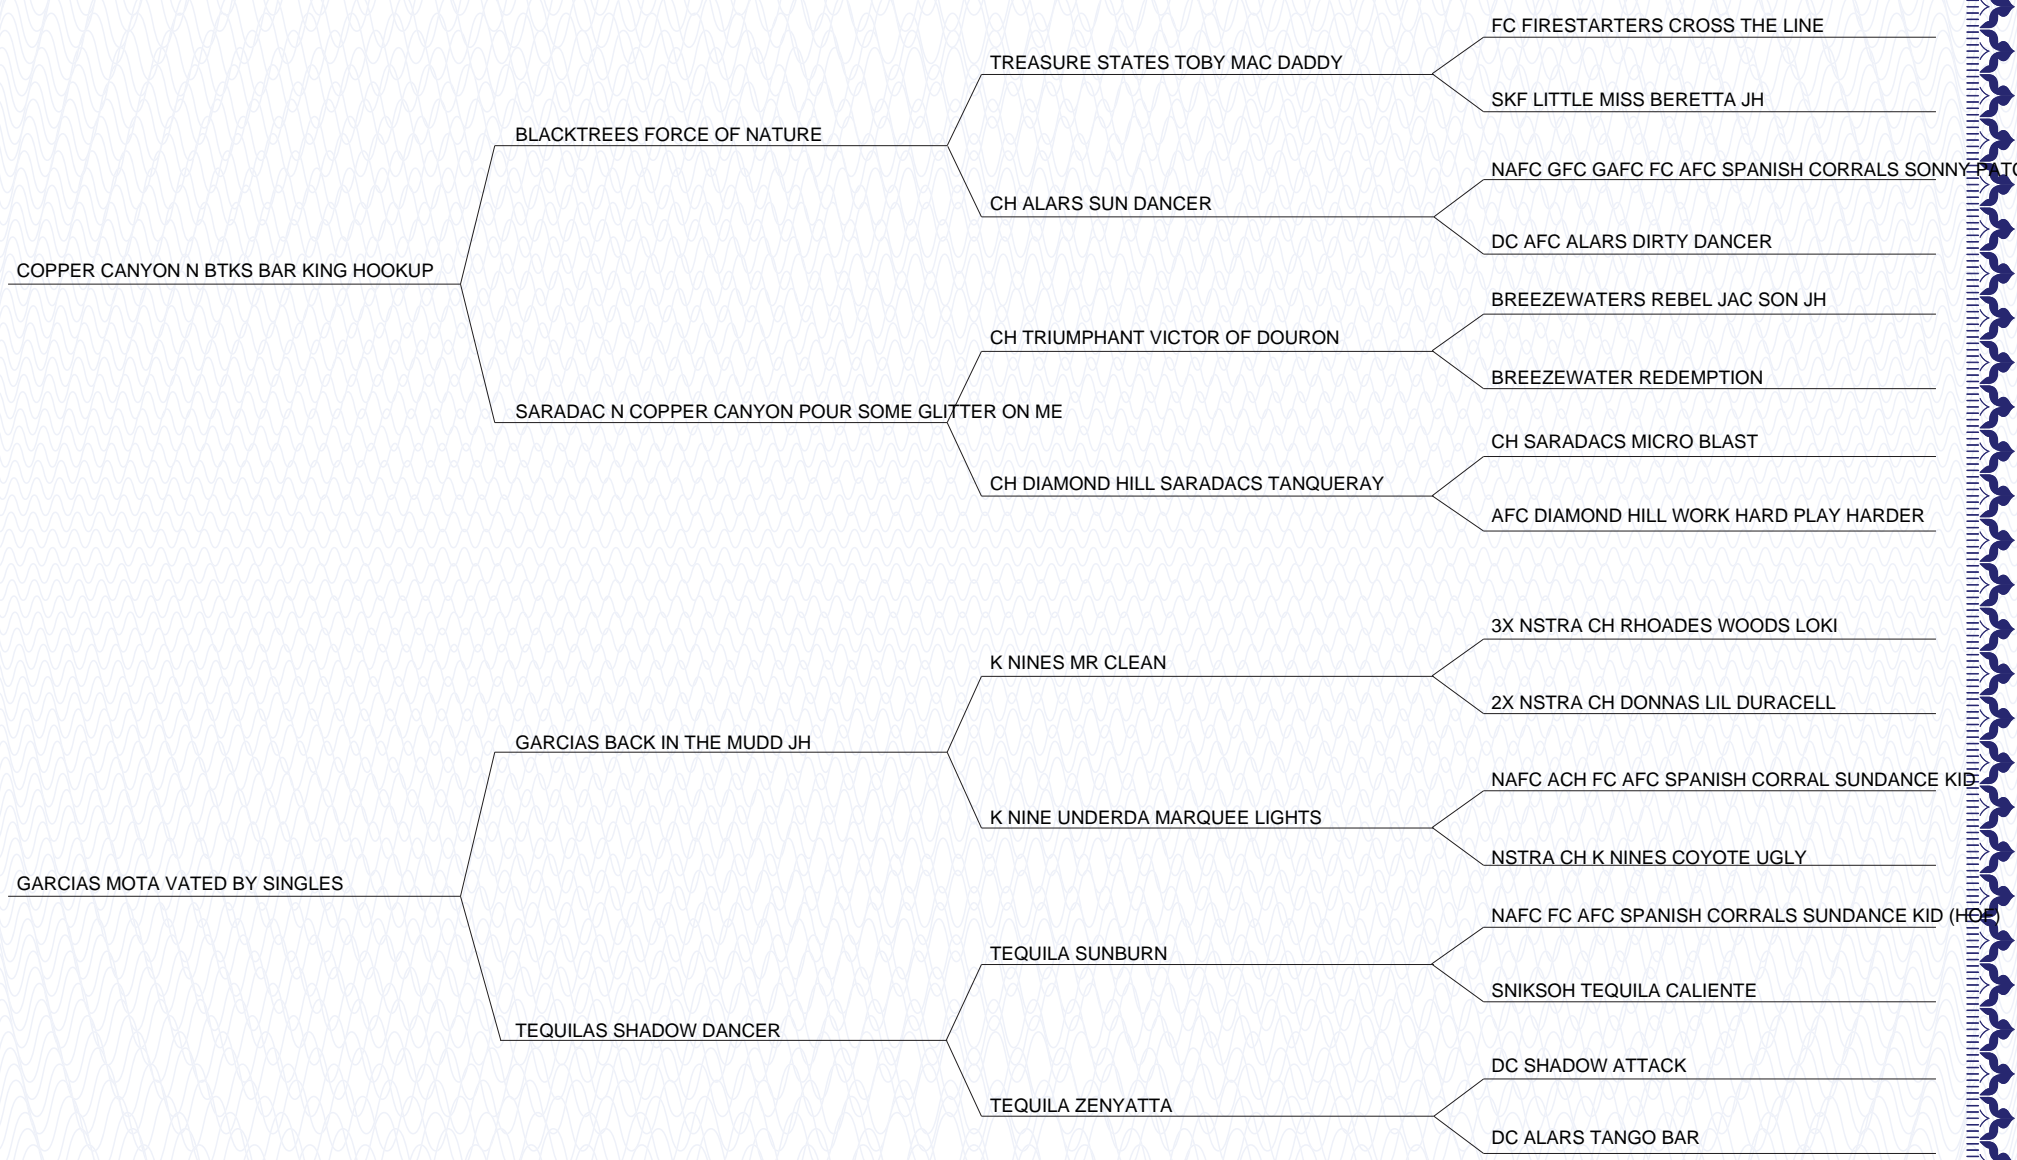 FC FIRESTARTERS CROSS THE LINE
TREASURE STATES TOBY MAC DADDY
SKF LITTLE MISS BERETTA JH
BLACKTREES FORCE OF NATURE
NAFC GFC GAFC FC AFC SPANISH CORRALS SONNY
CH ALARS SUN DANCER
DC AFC ALARS DIRTY DANCER
COPPER CANYON N BTKS BAR KING HOOKUP
BREEZEWATERS REBEL JAC SON JH
CH TRIUMPHANT VICTOR OF DOURON
BREEZEWATER REDEMPTION
SARADAC N COPPER CANYON POUR SOME GLITTER ON ME
CH SARADACS MICRO BLAST
CH DIAMOND HILL SARADACS TANQUERAY
AFC DIAMOND HILL WORK HARD PLAY HARDER
3X NSTRA CH RHOADES WOODS LOKI
K NINES MR CLEAN
2X NSTRA CH DONNAS LIL DURACELL
GARCIAS BACK IN THE MUDD JH
NAFC ACH FC AFC SPANISH CORRAL SUNDANCE KID
K NINE UNDERDA MARQUEE LIGHTS
NSTRA CH K NINES COYOTE UGLY
GARCIAS MOTA VATED BY SINGLES
NAFC FC AFC SPANISH CORRALS SUNDANCE KID (HOF)
TEQUILA SUNBURN
SNIKSOH TEQUILA CALIENTE
TEQUILAS SHADOW DANCER
DC SHADOW ATTACK
TEQUILA ZENYATTA
DC ALARS TANGO BAR